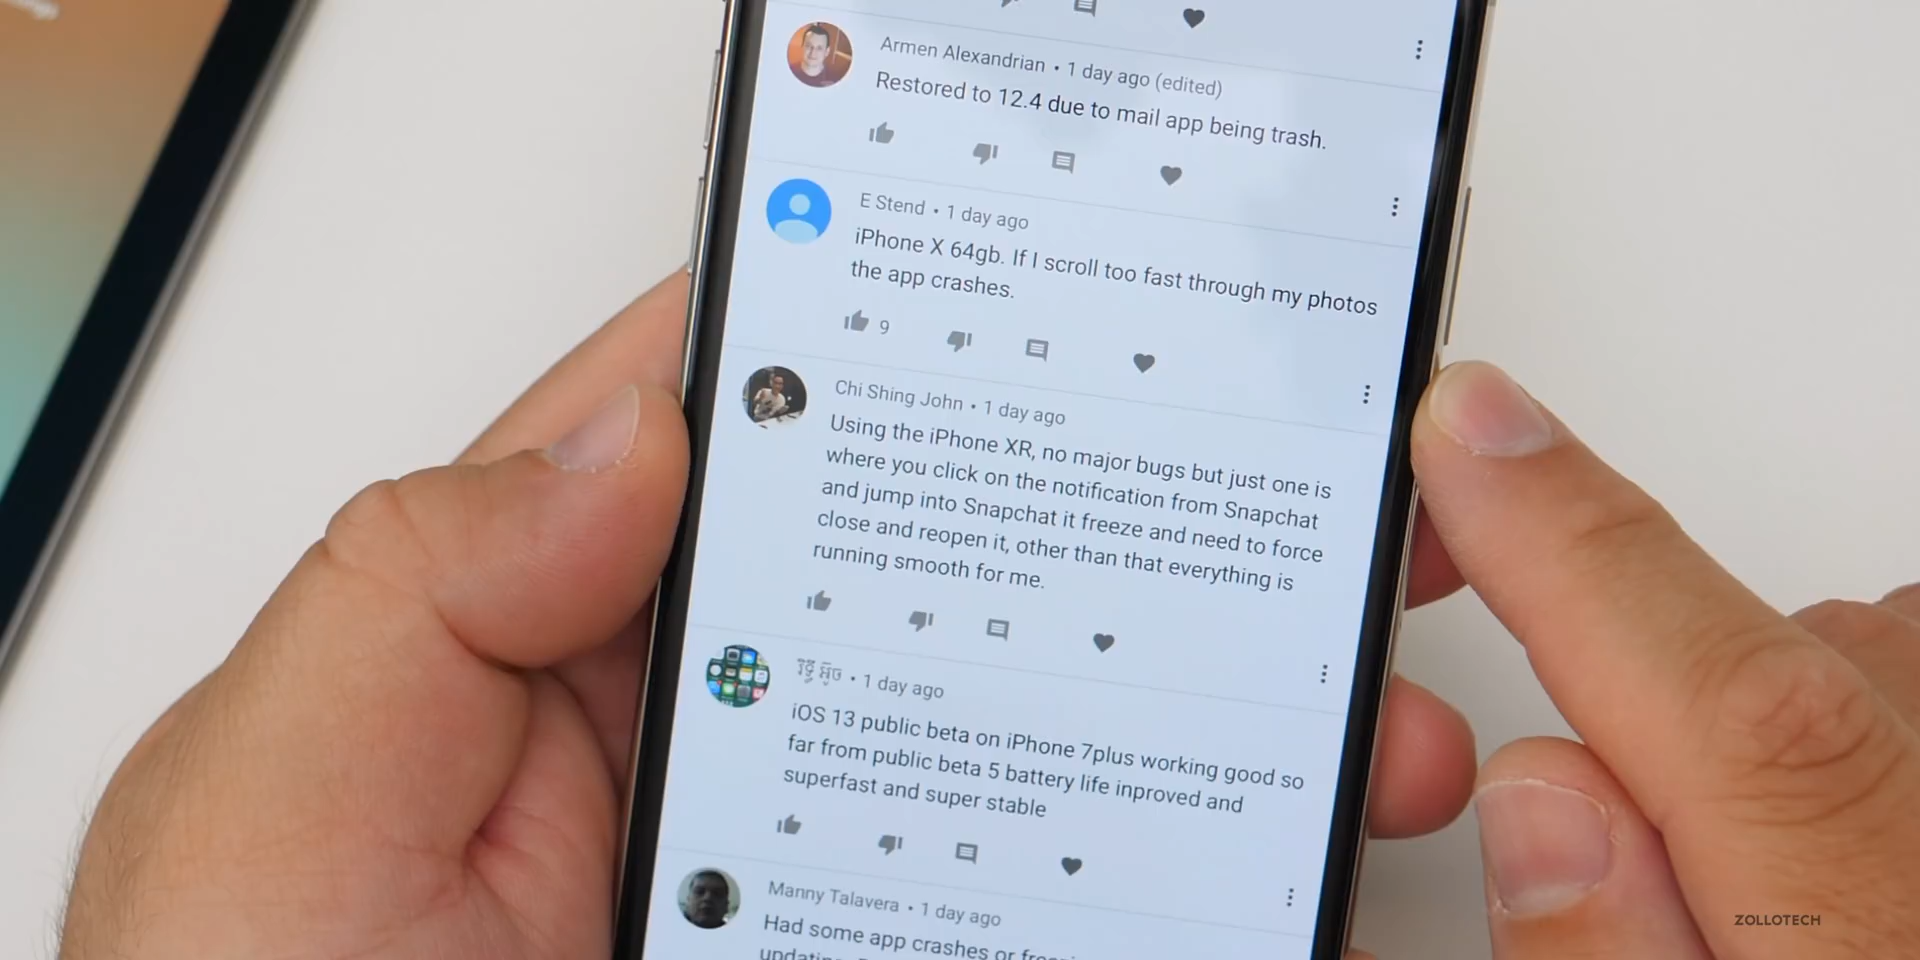 Armen Alexandrian • 1 day ago (edited)
Restored to 12.4 due to mail app being trash.
E Stend • 1 day ago
iPhone X 64gb. If I scroll too fast through my photos
the app crashes.
9
Chi Shing John • 1 day ago
Using the iPhone XR, no major bugs but just one is
where you click on the notification from Snapchat
and jump into Snapchat it freeze and need to force
close and reopen it, other than that everything is
running smooth for me.
• 1 day ago
iOS 13 public beta on iPhone 7plus working good so
far from public beta 5 battery life inproved and
superfast and super stable
Manny Talavera • 1 day ago
Had some app crashes or
ZOLLOTECH